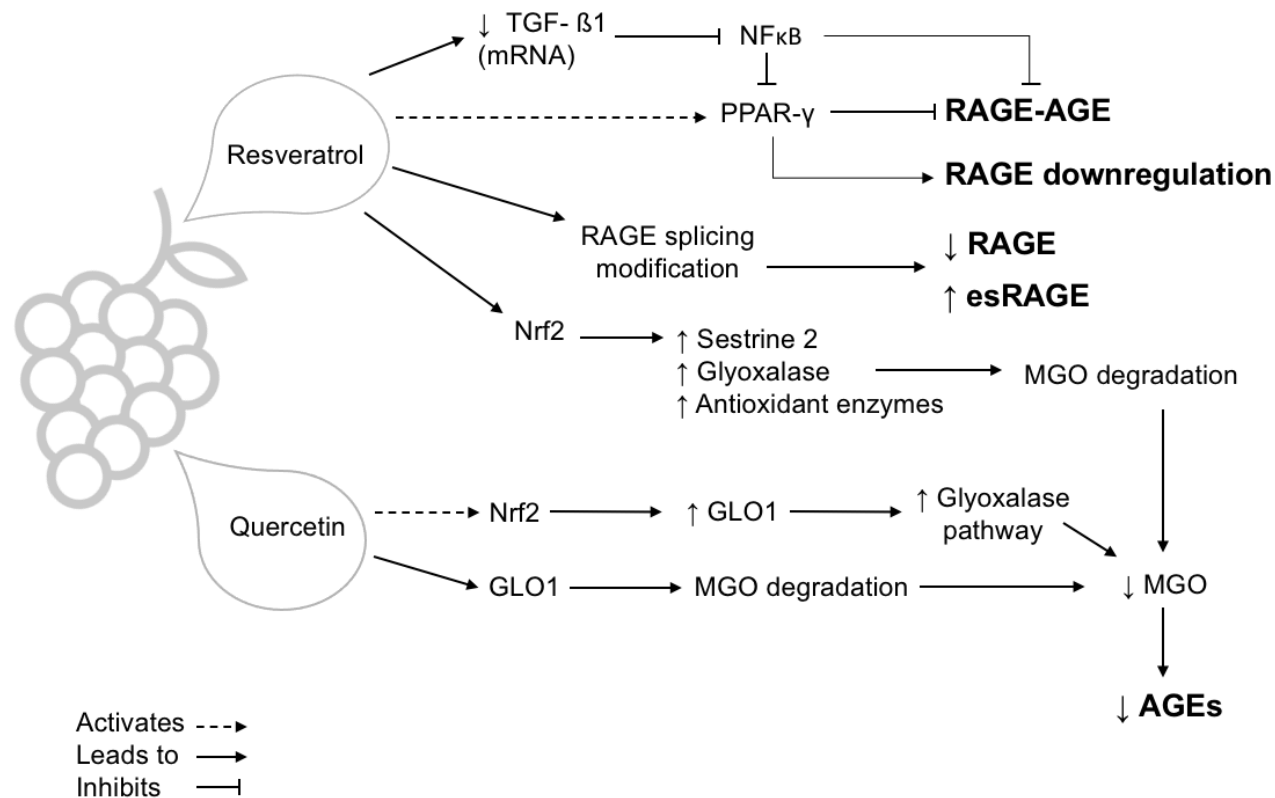 ↓ TGF- ß1
(mRNA)
NFκB
PPAR-γ
RAGE-AGE
RAGE downregulation
Resveratrol
RAGE splicing
modification
↓ RAGE
↑ esRAGE
Nrf2
↑ Sestrine 2
↑ Glyoxalase
↑ Antioxidant enzymes
MGO degradation
Quercetin
Nrf2
↑ GLO1
↑ Glyoxalase
pathway
GLO1
MGO degradation
↓ MGO
↓ AGEs
Activates
Leads to
Inhibits